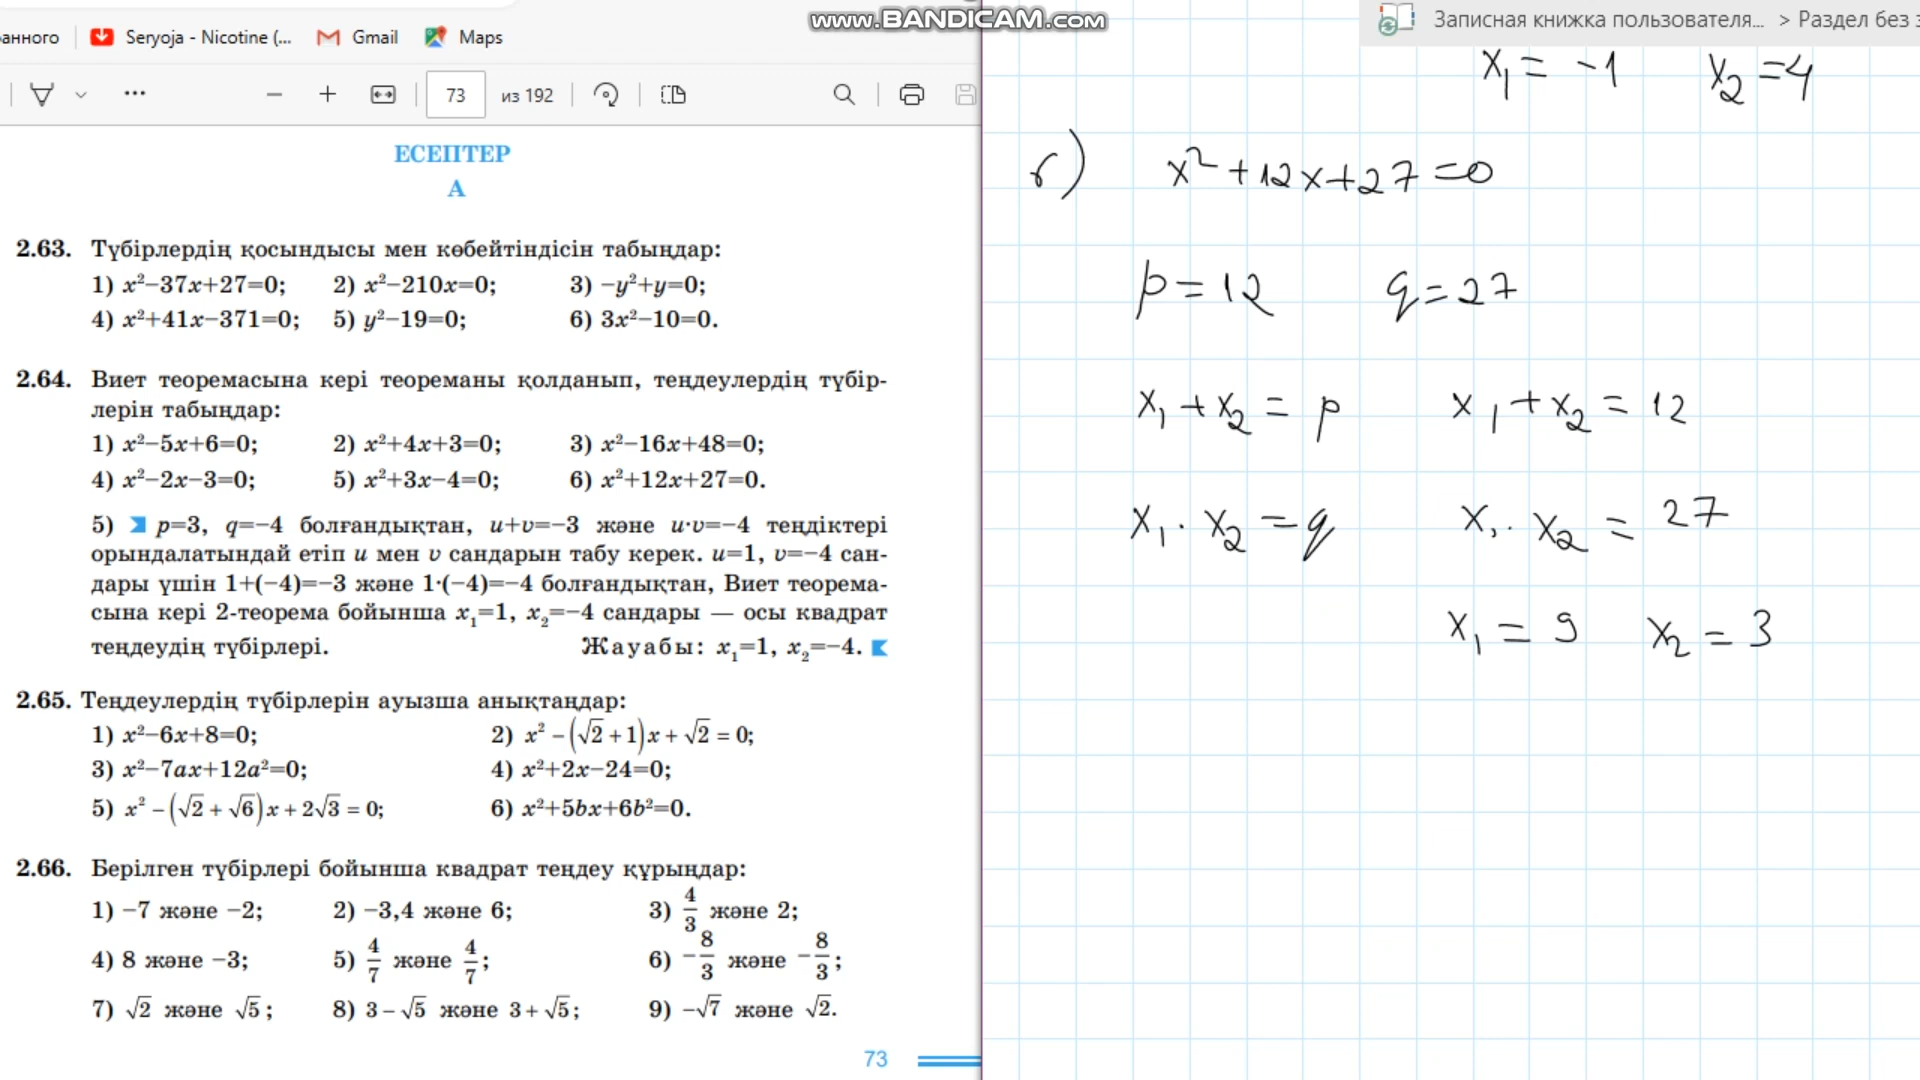 www.BANDICAM.com
анного Seryoja - Nicotine (... Gmail Maps
Записная книжка пользователя... > Раздел без з
73 из 192
ЕСЕПТЕР
А
2.63. Түбірлердің қосындысы мен көбейтіндісін табыңдар:
1) x²−37x+27=0; 2) x²−210x=0; 3) −y²+y=0;
4) x²+41x−371=0; 5) y²−19=0; 6) 3x²−10=0.
2.64. Виет теоремасына кері теореманы қолданып, теңдеулердің түбір-
лерін табыңдар:
1) x²−5x+6=0; 2) x²+4x+3=0; 3) x²−16x+48=0;
4) x²−2x−3=0; 5) x²+3x−4=0; 6) x²+12x+27=0.
5) p=3, q=−4 болғандықтан, u+v=−3 және u·v=−4 теңдіктері
орындалатындай етіп u мен v сандарын табу керек. u=1, v=−4 сан-
дары үшін 1+(−4)=−3 және 1·(−4)=−4 болғандықтан, Виет теорема-
сына кері 2-теорема бойынша x₁=1, x₂=−4 сандары — осы квадрат
теңдеудің түбірлері. Жауабы: x₁=1, x₂=−4.
2.65. Теңдеулердің түбірлерін ауызша анықтаңдар:
1) x²−6x+8=0; 2) x²−(√2+1)x+√2=0;
3) x²−7ax+12a²=0; 4) x²+2x−24=0;
5) x²−(√2+√6)x+2√3=0; 6) x²+5bx+6b²=0.
2.66. Берілген түбірлері бойынша квадрат теңдеу құрыңдар:
1) −7 және −2; 2) −3,4 және 6; 3) 4/3 және 2;
4) 8 және −3; 5) 4/7 және 4/7; 6) −8/3 және −8/3;
7) √2 және √5; 8) 3−√5 және 3+√5; 9) −√7 және √2.
73
x₁ = -1 x₂ =4
б) x²+12x+27=0
p=12 q=27
x₁+x₂ = p x₁+x₂ = 12
x₁·x₂ = q x₁·x₂ = 27
x₁ = 9 x₂ = 3